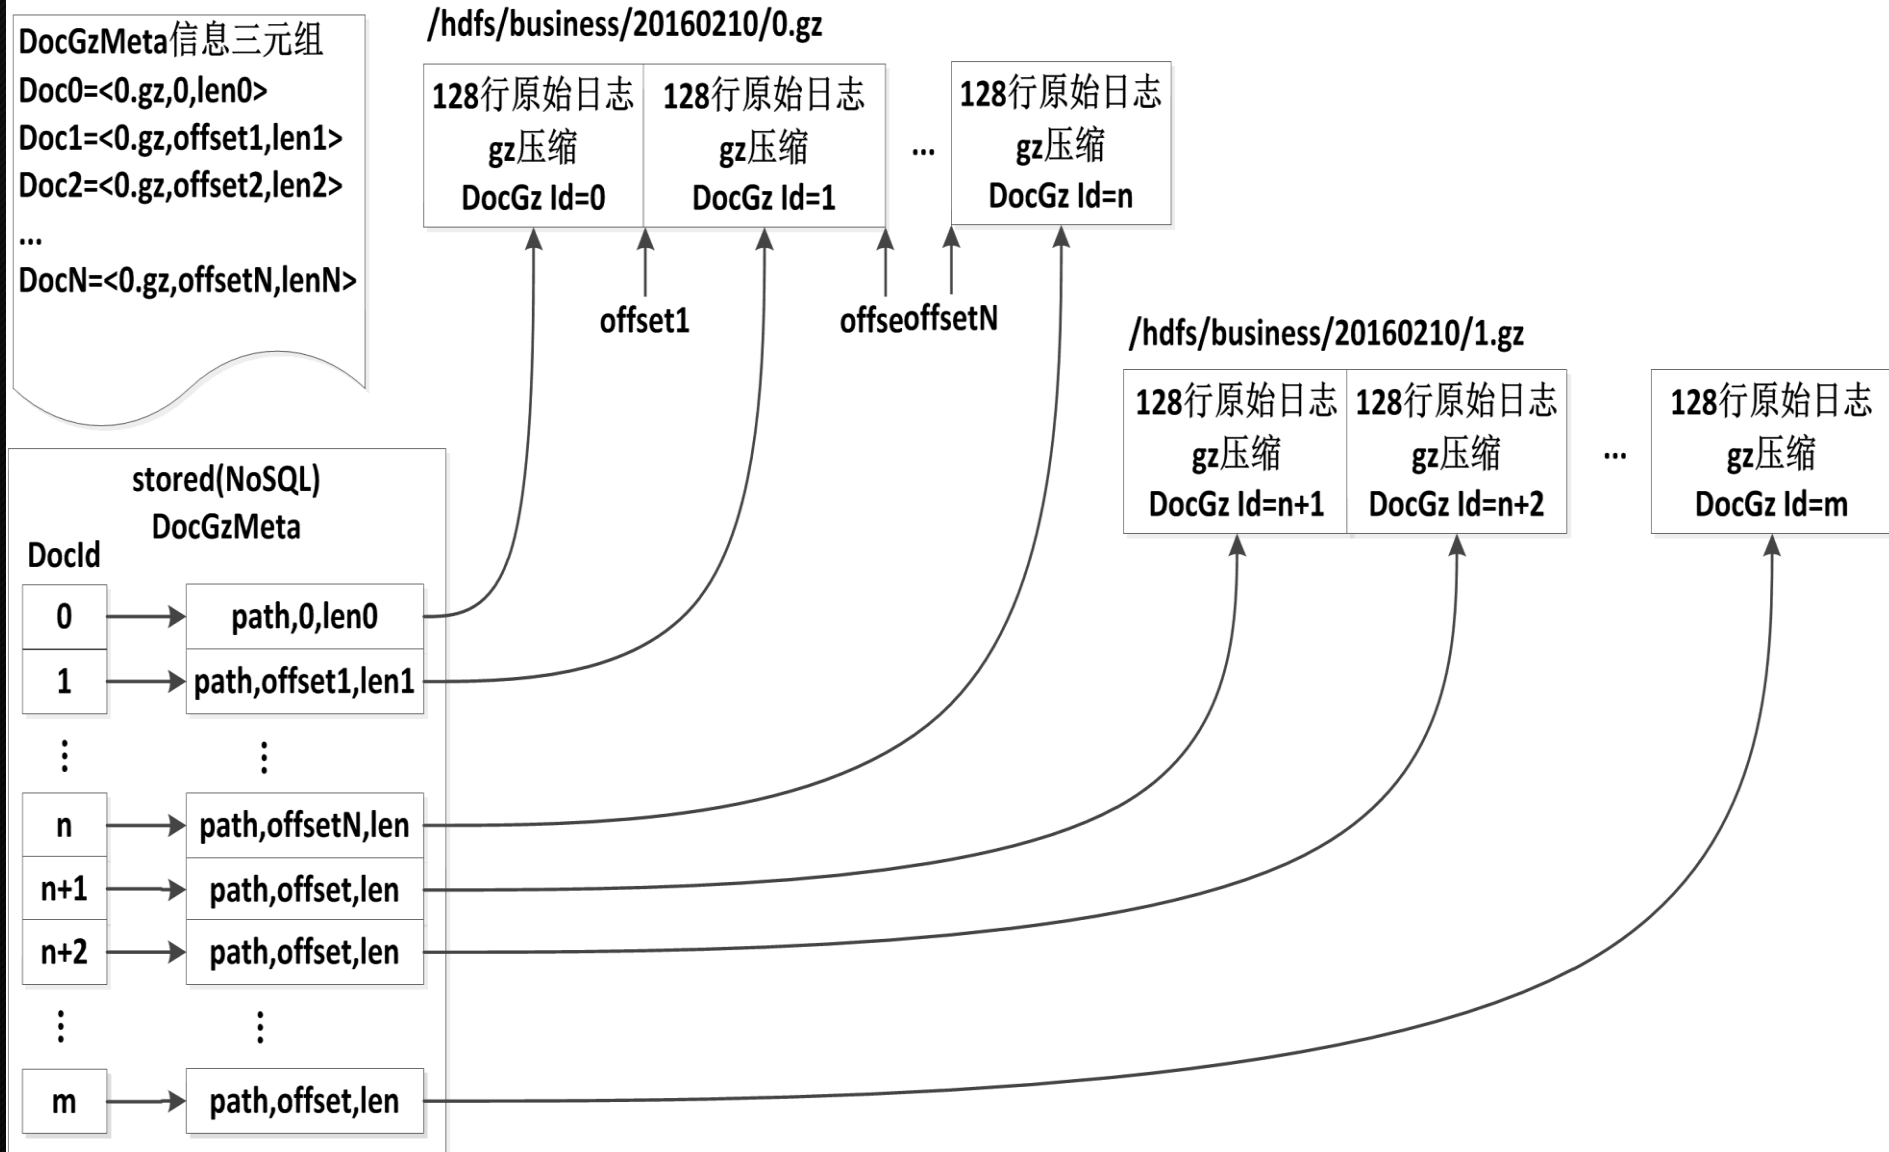 DocGzMeta信息三元组
Doc0=<0.gz,0,len0>
Doc1=<0.gz,offset1,len1>
Doc2=<0.gz,offset2,len2>
...
DocN=<0.gz,offsetN,lenN>
/hdfs/business/20160210/0.gz
128行原始日志
gz压缩
DocGz Id=0
128行原始日志
gz压缩
DocGz Id=1
...
128行原始日志
gz压缩
DocGz Id=n
offset1
offse
offsetN
/hdfs/business/20160210/1.gz
128行原始日志
gz压缩
DocGz Id=n+1
128行原始日志
gz压缩
DocGz Id=n+2
...
128行原始日志
gz压缩
DocGz Id=m
stored(NoSQL)
DocGzMeta
DocId
0
path,0,len0
1
path,offset1,len1
⋮
⋮
n
path,offsetN,len
n+1
path,offset,len
n+2
path,offset,len
⋮
⋮
m
path,offset,len